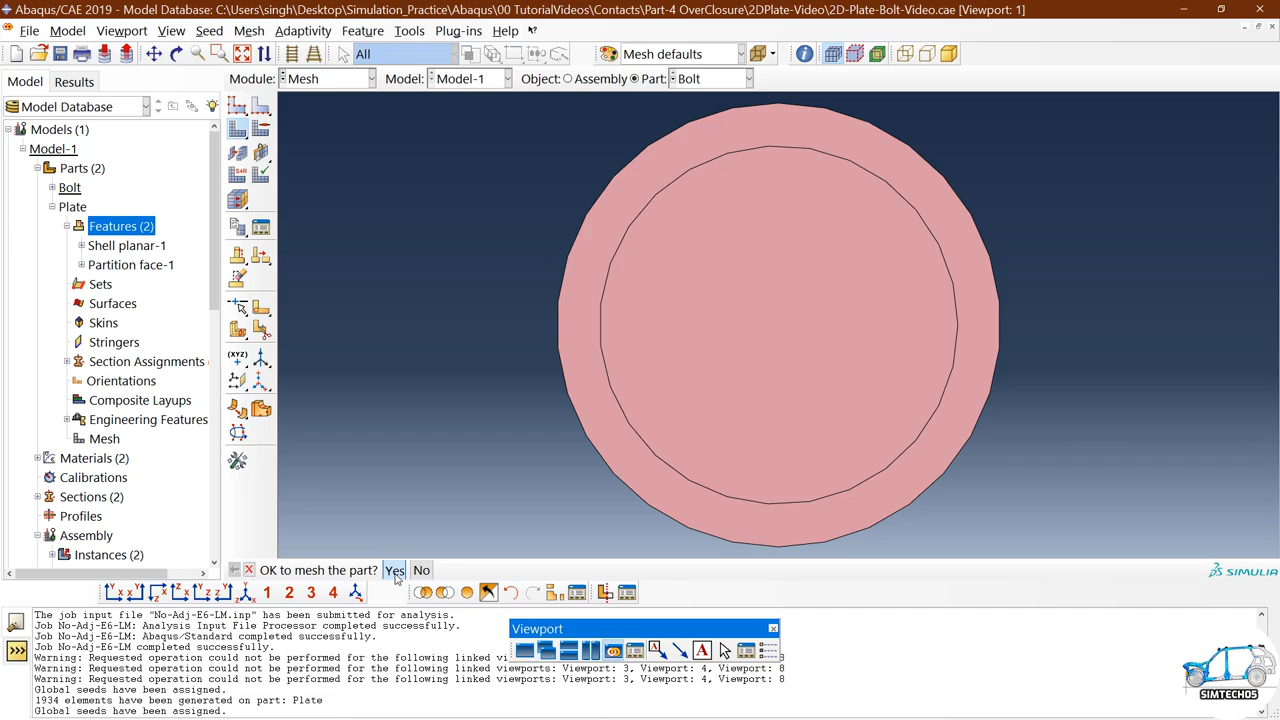 Abaqus/CAE 2019 - Model Database: C:\Users\singh\Desktop\Simulation_Practice\Abaqus\00 TutorialVideos\Contacts\Part-4 OverClosure\2DPlate-Video\2D-Plate-Bolt-Video.cae [Viewport: 1]
File Model Viewport View Seed Mesh Adaptivity Feature Tools Plug-ins Help
All Mesh defaults
Model Results
Module: Mesh Model: Model-1 Object: Assembly Part: Bolt
Model Database
Models (1)
Model-1
Parts (2)
Bolt
Plate
Features (2)
Shell planar-1
Partition face-1
Sets
Surfaces
Skins
Stringers
Section Assignments
Orientations
Composite Layups
Engineering Features
Mesh
Materials (2)
Calibrations
Sections (2)
Profiles
Assembly
Instances (2)
S4R
(XYZ)
OK to mesh the part? Yes No
SIMULIA
1 2 3 4
The job input file "No-Adj-E6-LM.inp" has been submitted for analysis.
Job No-Adj-E6-LM: Analysis Input File Processor completed successfully.
Job No-Adj-E6-LM: Abaqus/Standard completed successfully.
Job No-Adj-E6-LM completed successfully.
Warning: Requested operation could not be performed for the following linked v
Warning: Requested operation could not be performed for the following linked viewports: Viewport: 3, Viewport: 4, Viewport: 8
Warning: Requested operation could not be performed for the following linked viewports: Viewport: 3, Viewport: 4, Viewport: 8
Global seeds have been assigned.
1934 elements have been generated on part: Plate
Global seeds have been assigned.
Viewport
SIMTECH05